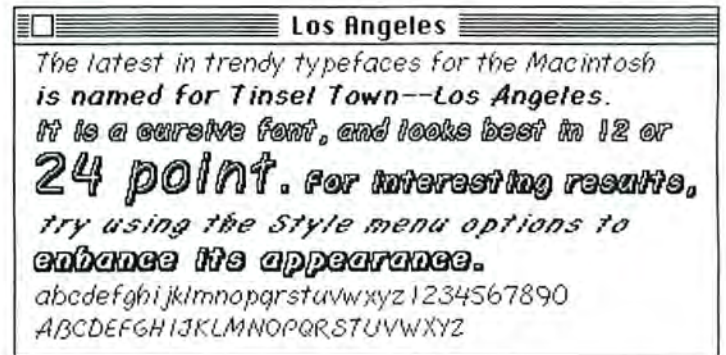 Los Angeles
The latest in trendy typefaces for the Macintosh
is named for Tinsel Town--Los Angeles.
It is a cursive font, and looks best in 12 or
24 point. For interesting results,
try using the Style menu options to
enhance its appearance.
abcdefghijklmnopqrstuvwxyz1234567890
ABCDEFGHIJKLMNOPQRSTUVWXYZ